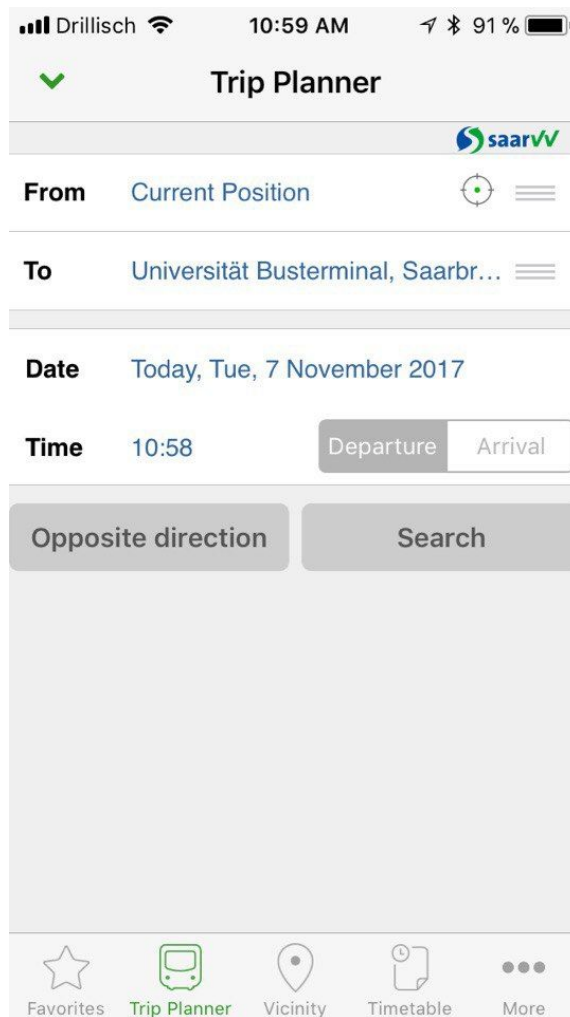 Drillisch 10:59 AM 91 %
Trip Planner
saarVV
From Current Position
To Universität Busterminal, Saarbr...
Date Today, Tue, 7 November 2017
Time 10:58 Departure Arrival
Opposite direction Search
Favorites Trip Planner Vicinity Timetable More